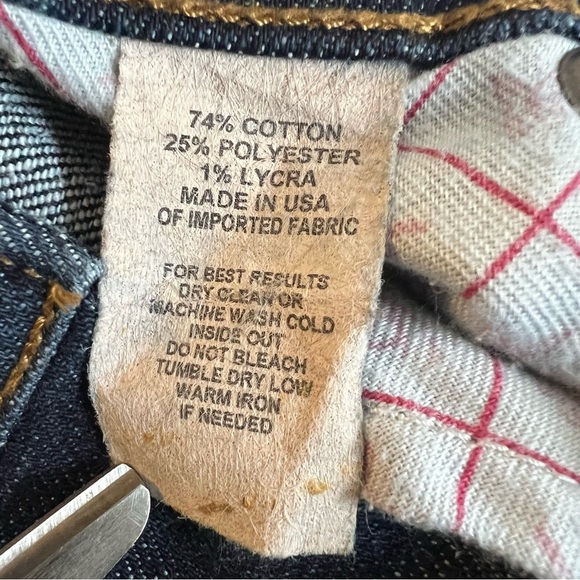 74% COTTON
25% POLYESTER
1% LYCRA
MADE IN USA
OF IMPORTED FABRIC
FOR BEST RESULTS
DRY CLEAN OR
MACHINE WASH COLD
INSIDE OUT
DO NOT BLEACH
TUMBLE DRY LOW
WARM IRON
IF NEEDED